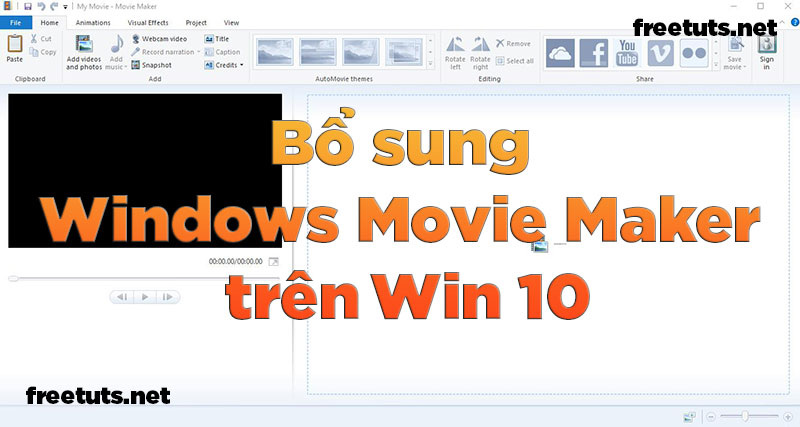 My Movie - Movie Maker
freetuts.net
File Home Animations Visual Effects Project View
Paste
Cut
Copy
Clipboard
Add videos and photos
Add music
Webcam video
Record narration
Snapshot
Title
Caption
Credits
Add
AutoMovie themes
Rotate left
Rotate right
Remove
Select all
Editing
You Tube
Share
Save movie
Sign in
Bổ sung
Windows Movie Maker
trên Win 10
00:00.00/00:00.00
freetuts.net